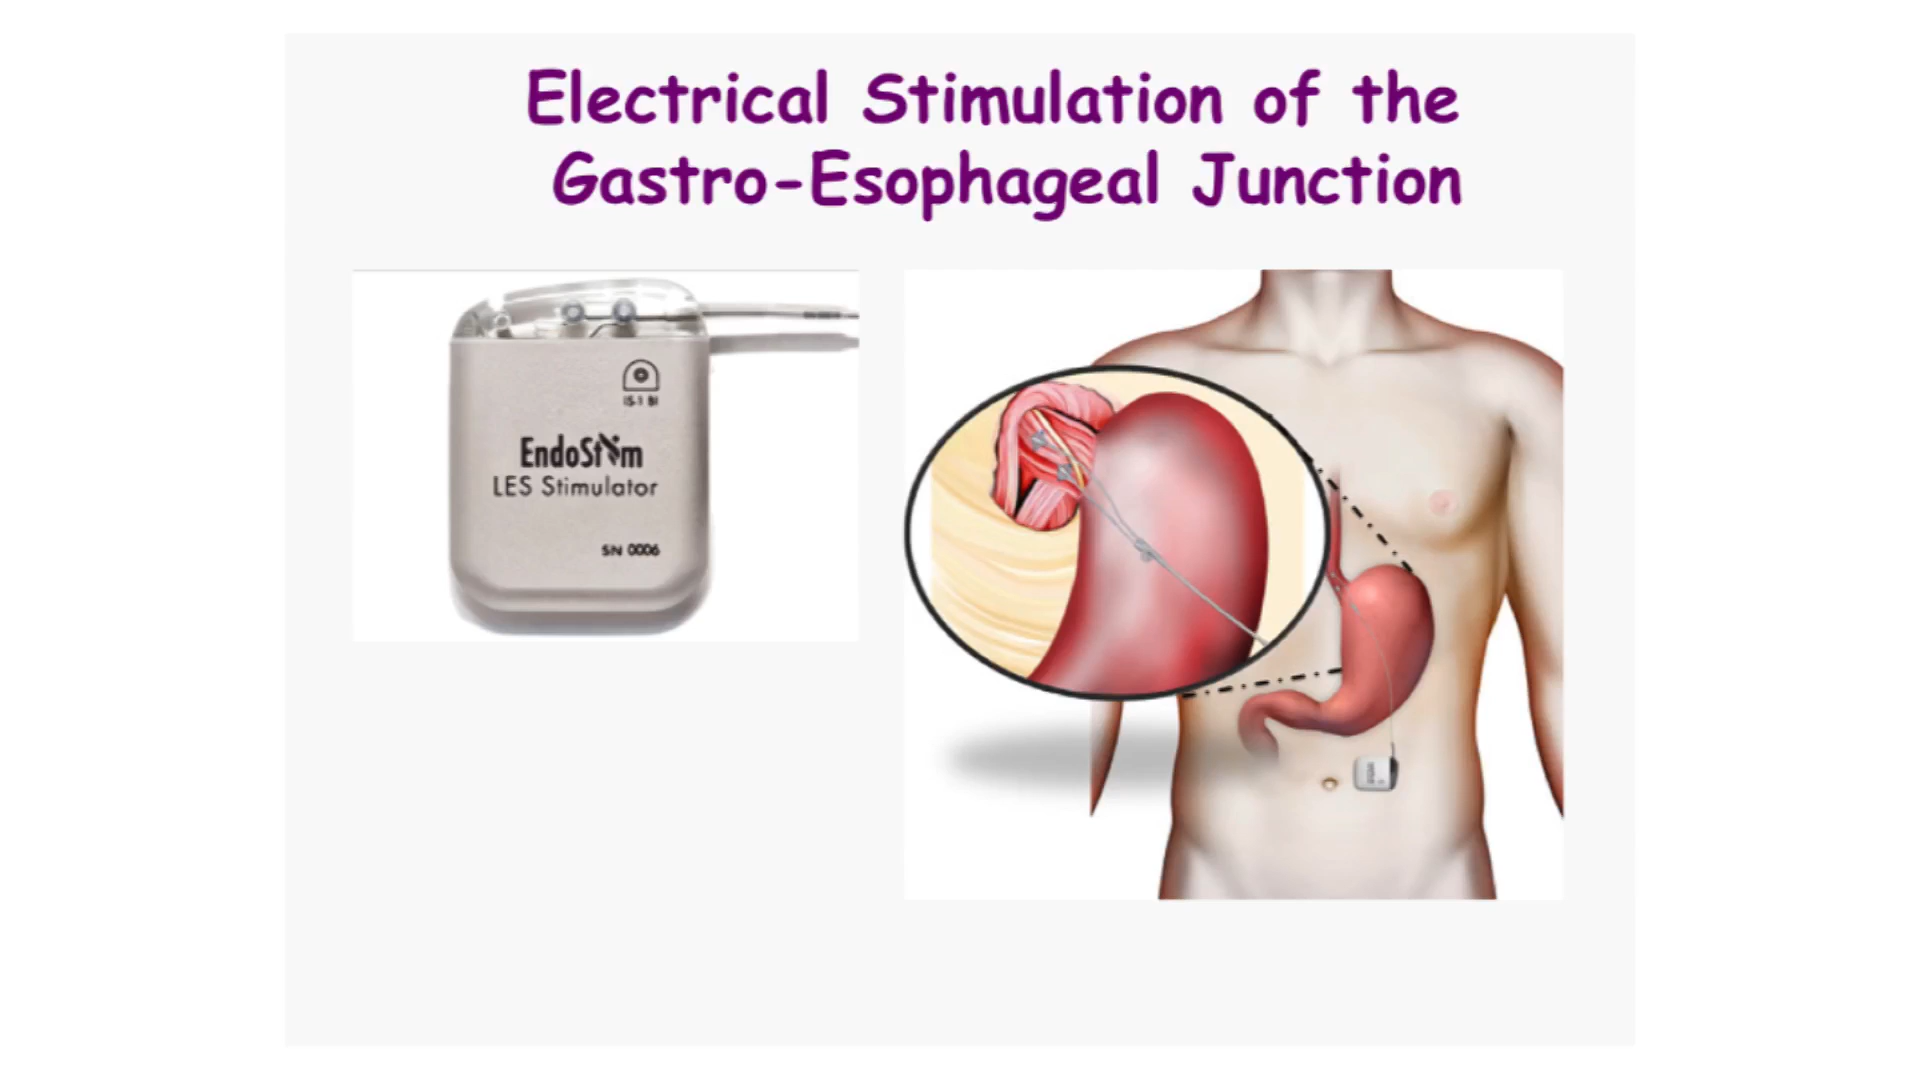 Electrical Stimulation of the
Gastro-Esophageal Junction
IS-1 BI
EndoStim
LES Stimulator
SN 0006